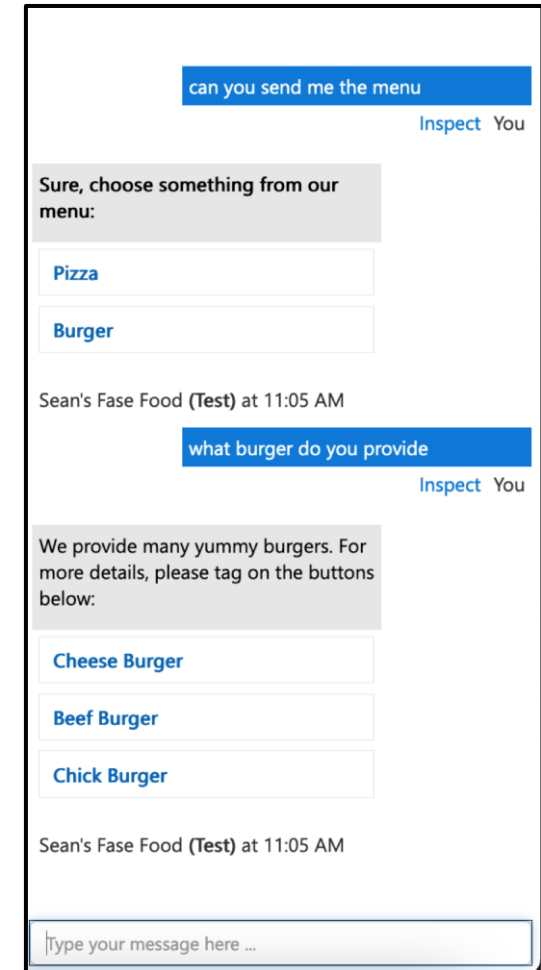 can you send me the menu
Inspect You
Sure, choose something from our
menu:
Pizza
Burger
Sean's Fase Food (Test) at 11:05 AM
what burger do you provide
Inspect You
We provide many yummy burgers. For
more details, please tag on the buttons
below:
Cheese Burger
Beef Burger
Chick Burger
Sean's Fase Food (Test) at 11:05 AM
Type your message here ...